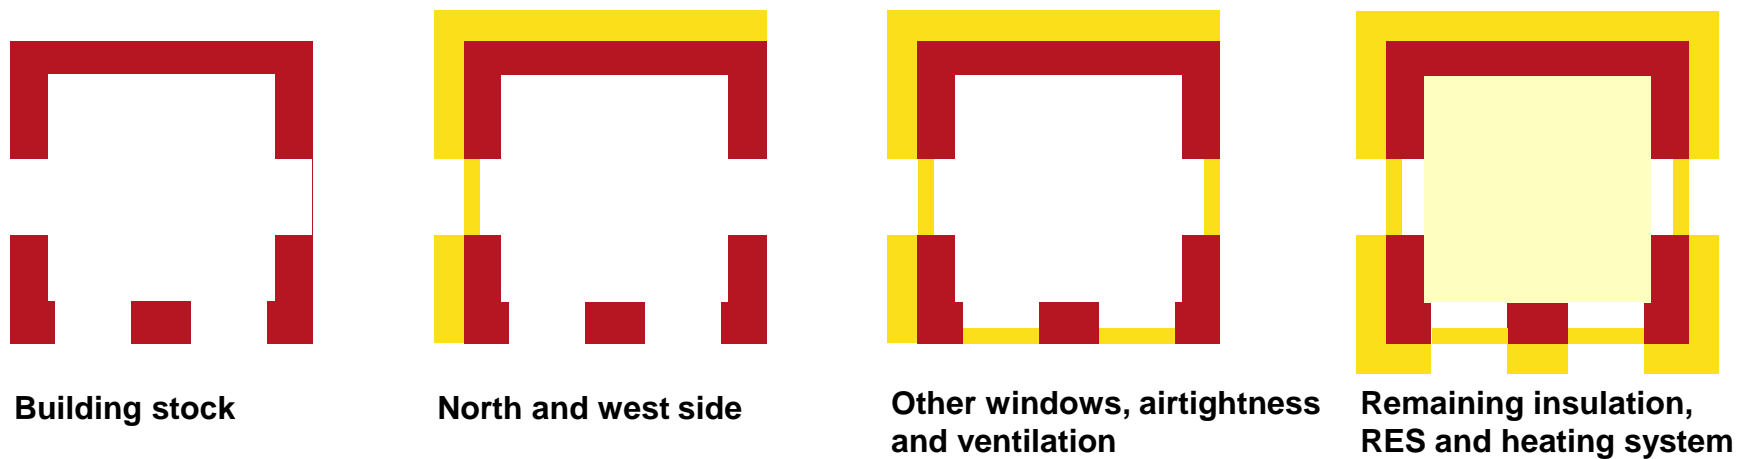 Building stock
North and west side
Other windows, airtightness
and ventilation
Remaining insulation,
RES and heating system